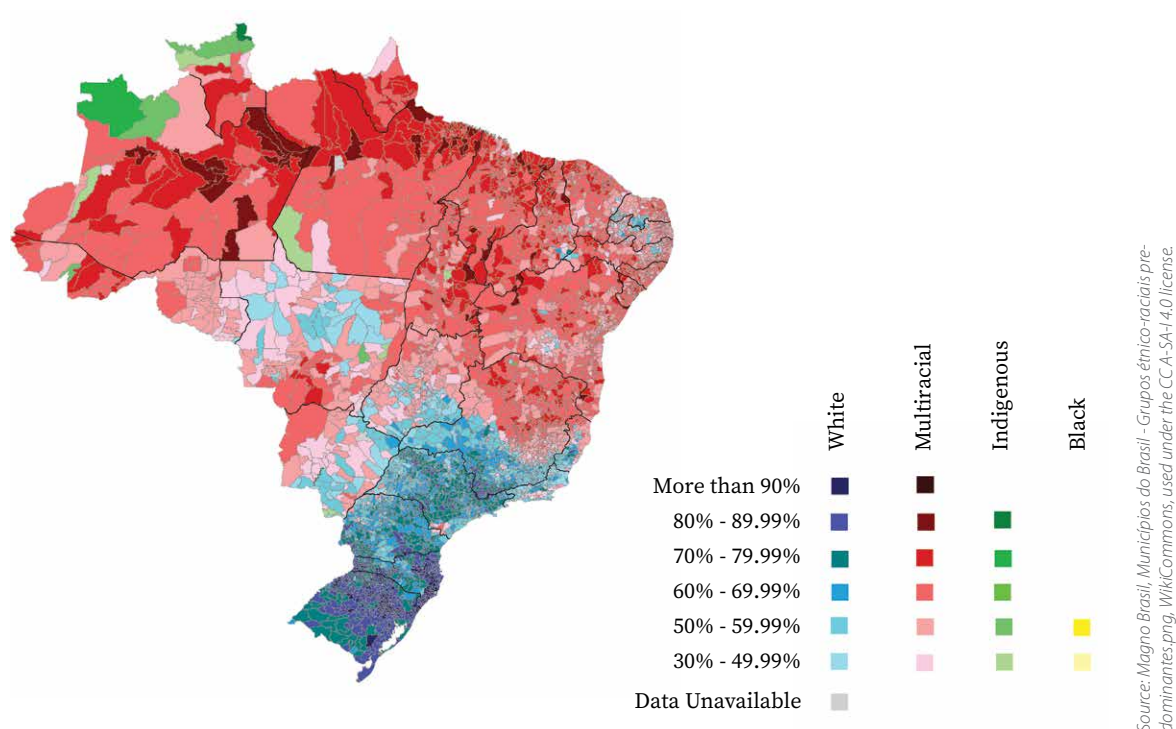 White
Multiracial
Indigenous
Black
More than 90%
80% - 89.99%
70% - 79.99%
60% - 69.99%
50% - 59.99%
30% - 49.99%
Data Unavailable
Source: Magno Brasil, Municípios do Brasil - Grupos étnico-raciais pre-
dominantes.png, WikiCommons, used under the CC A-SA-I 4.0 license.